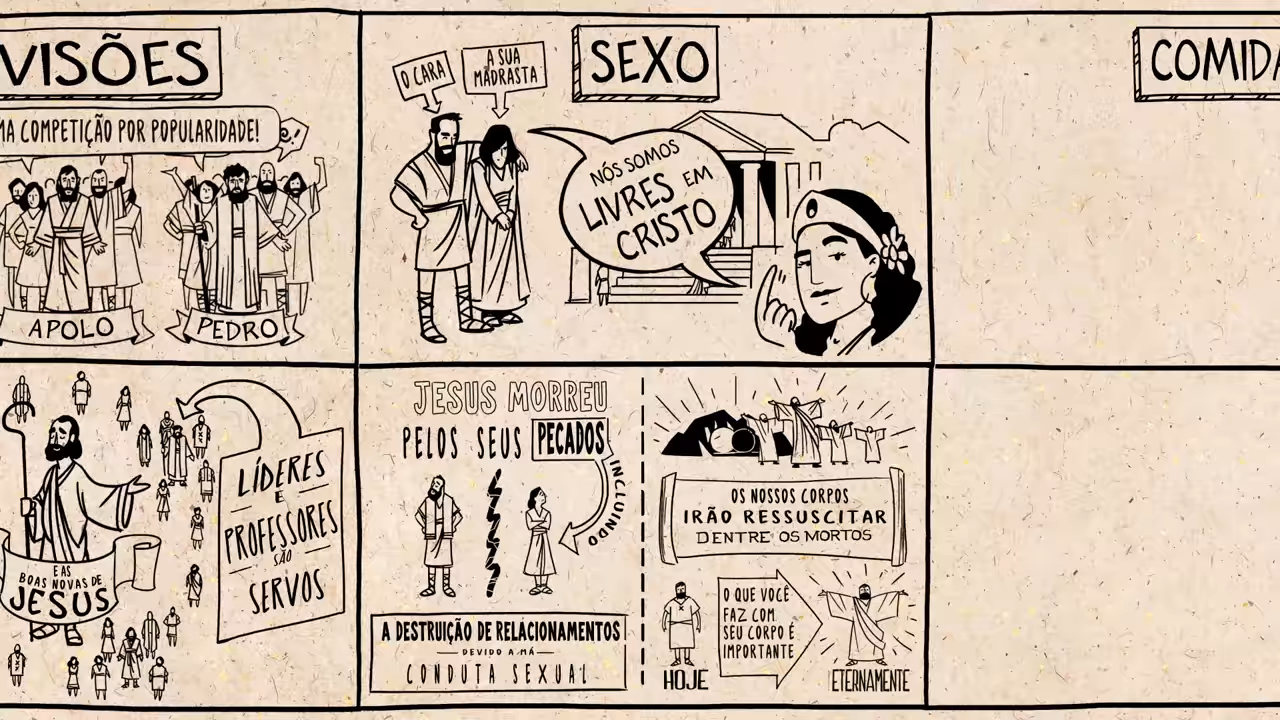 VISÕES
MA COMPETIÇÃO POR POPULARIDADE!
APOLO
PEDRO
SEXO
O CARA
A SUA
MADRASTA
NÓS SOMOS
LIVRES EM
CRISTO
COMIDA
E AS
BOAS NOVAS DE
JESUS
LÍDERES
E
PROFESSORES
SÃO
SERVOS
JESUS MORREU
PELOS SEUS PECADOS
INCLUINDO
A DESTRUIÇÃO DE RELACIONAMENTOS
DEVIDO A MÁ
CONDUTA SEXUAL
OS NOSSOS CORPOS
IRÃO RESSUSCITAR
DENTRE OS MORTOS
O QUE VOCÊ
FAZ COM
SEU CORPO É
IMPORTANTE
HOJE
ETERNAMENTE